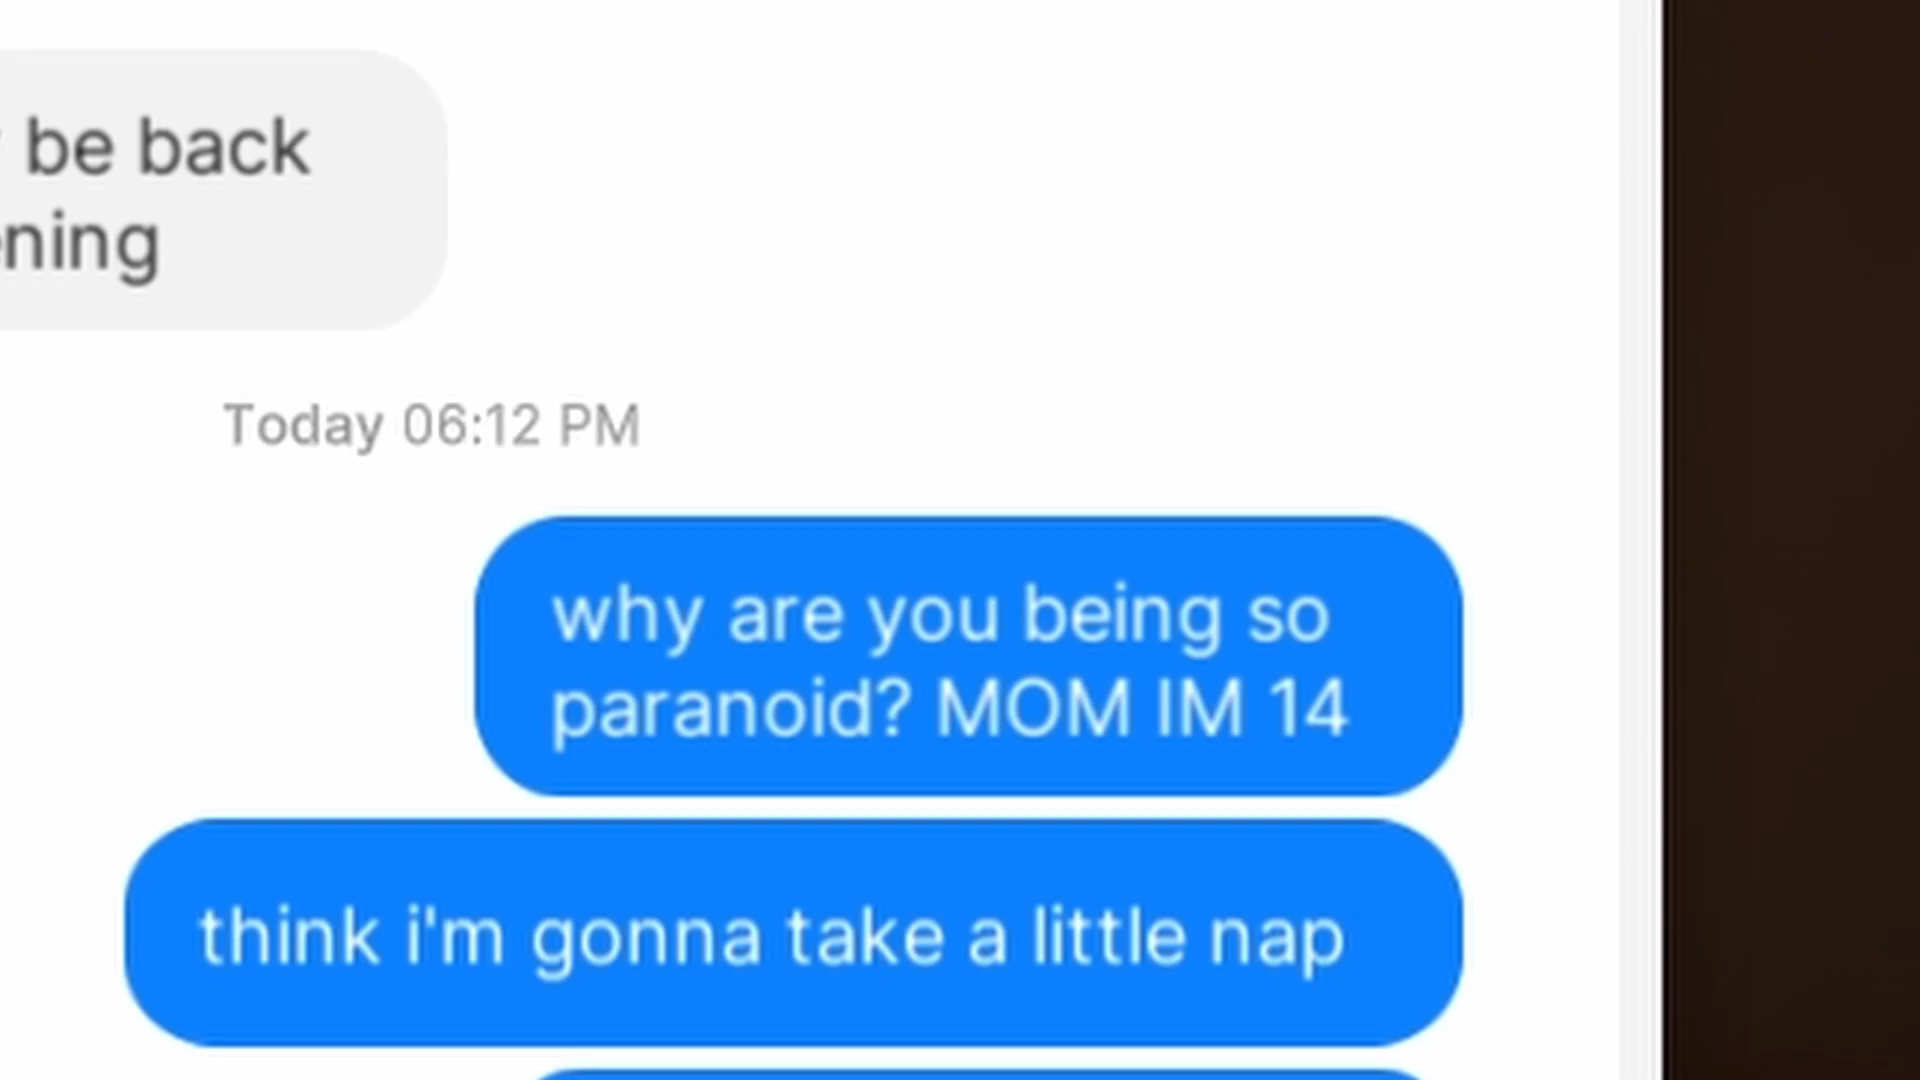 be back
ening
Today 06:12 PM
why are you being so
paranoid? MOM IM 14
think i'm gonna take a little nap